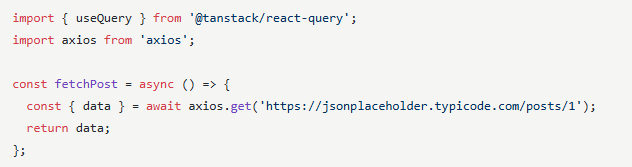 import { useQuery } from '@tanstack/react-query';
import axios from 'axios';

const fetchPost = async () => {
  const { data } = await axios.get('https://jsonplaceholder.typicode.com/posts/1');
  return data;
};